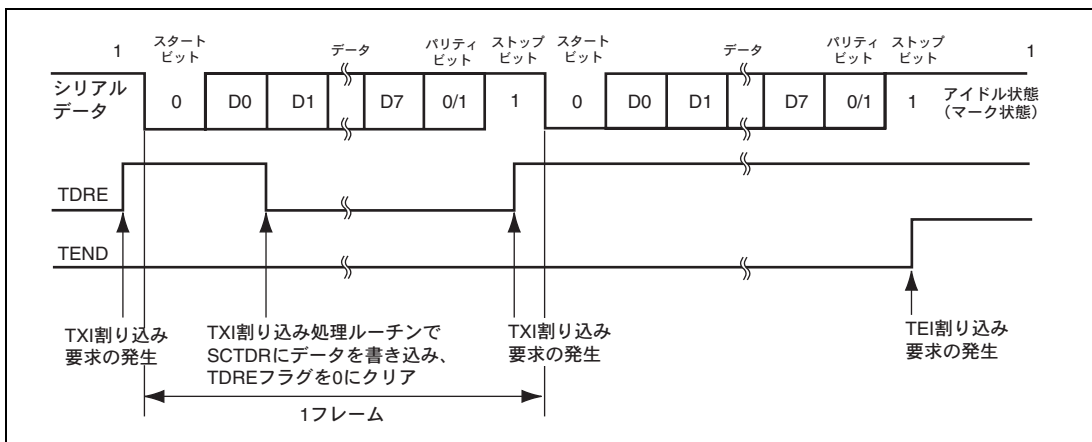 1 スタート ビット データ パリティ ビット ストップ ビット スタート ビット データ パリティ ビット ストップ ビット 1
シリアル データ 0 D0 D1 D7 0/1 1 0 D0 D1 D7 0/1 1 アイドル状態 (マーク状態)
TDRE
TEND
TXI割り込み
要求の発生
TXI割り込み処理ルーチンで
SCTDRにデータを書き込み、
TDREフラグを0にクリア
TXI割り込み
要求の発生
TEI割り込み
要求の発生
1フレーム